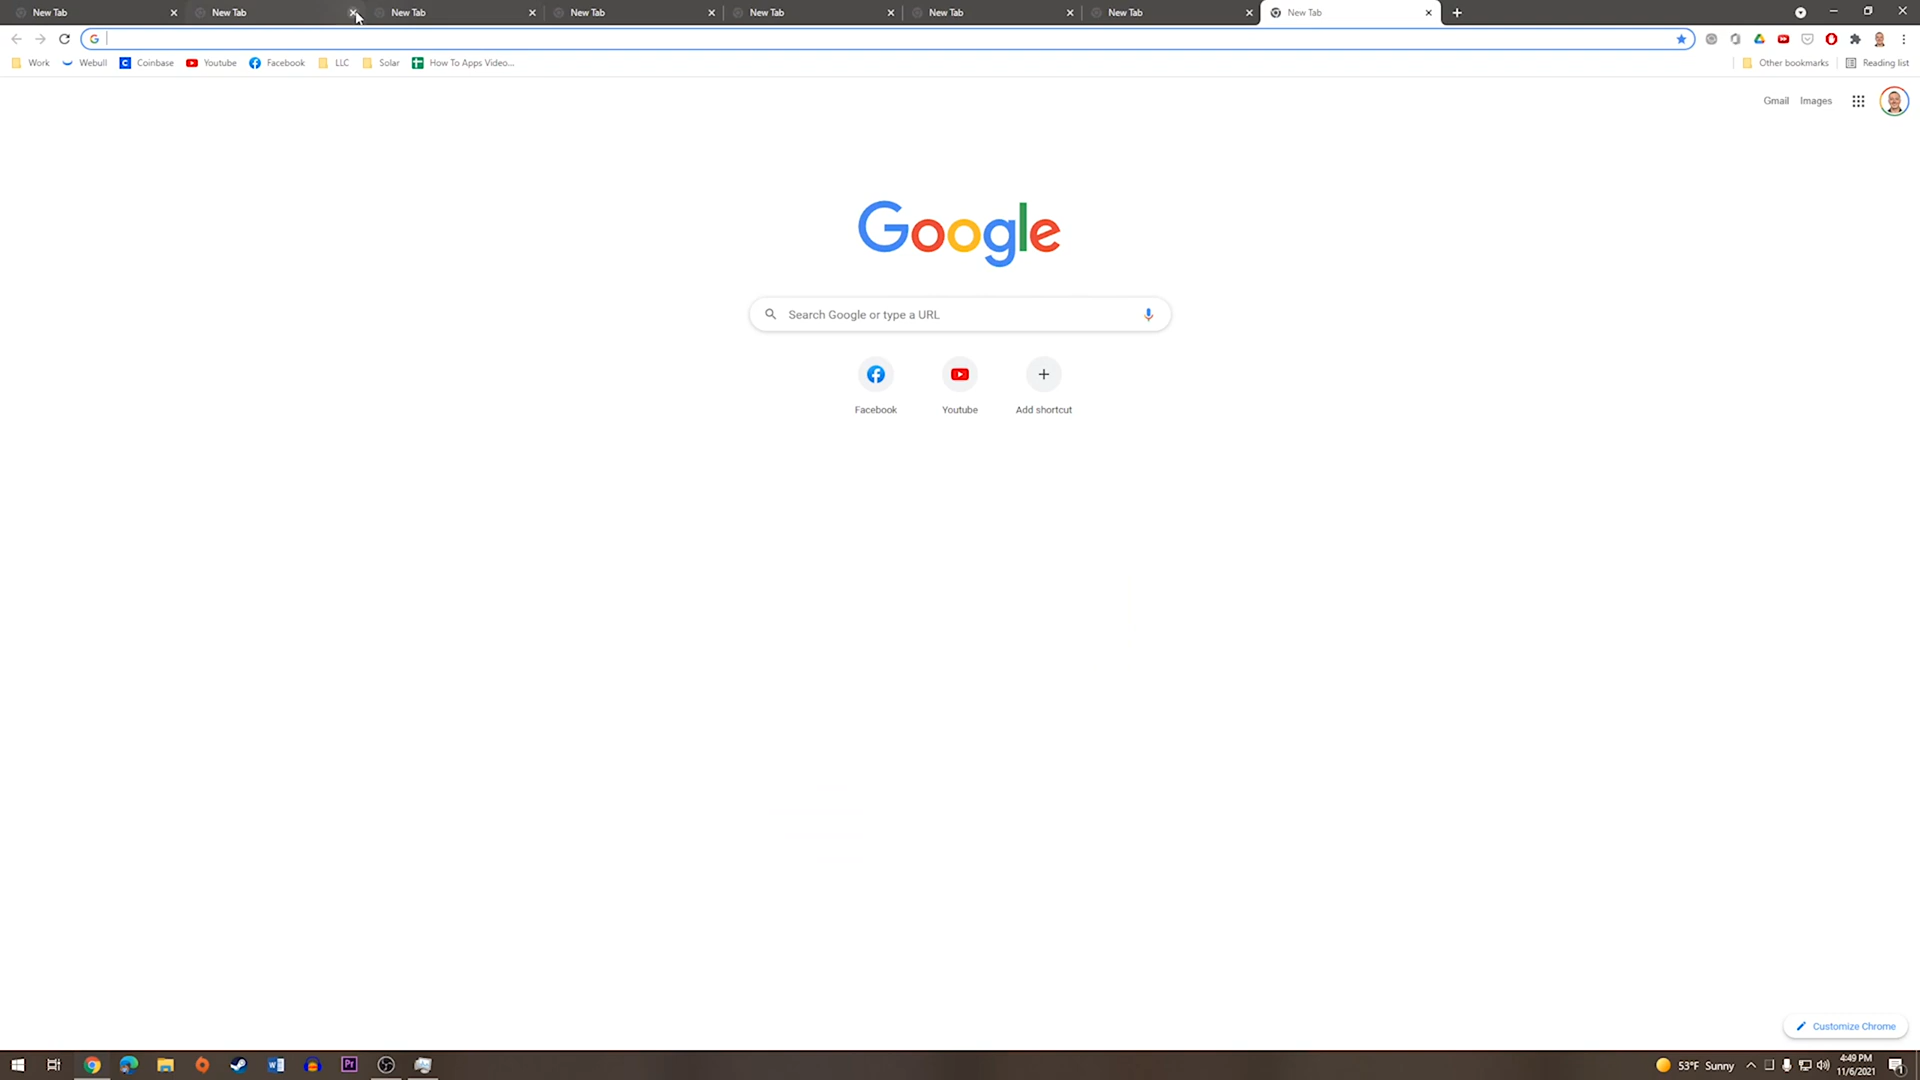 New Tab New Tab New Tab New Tab New Tab New Tab New Tab New Tab
Work Webull Coinbase Youtube Facebook LLC Solar How To Apps Video... Other bookmarks Reading list
Gmail Images
Google
Search Google or type a URL
Facebook Youtube Add shortcut
Customize Chrome
Pr
53°F Sunny 4:49 PM
11/6/2021